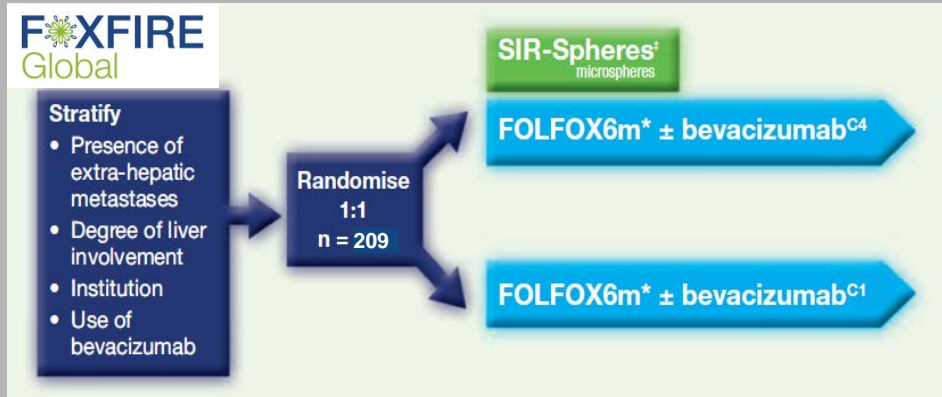 FOXFIRE
Global
Stratify
• Presence of
extra-hepatic
metastases
• Degree of liver
involvement
• Institution
• Use of
bevacizumab
Randomise
1:1
n = 209
SIR-Spheres‡
microspheres
FOLFOX6m* ± bevacizumabC4
FOLFOX6m* ± bevacizumabC1